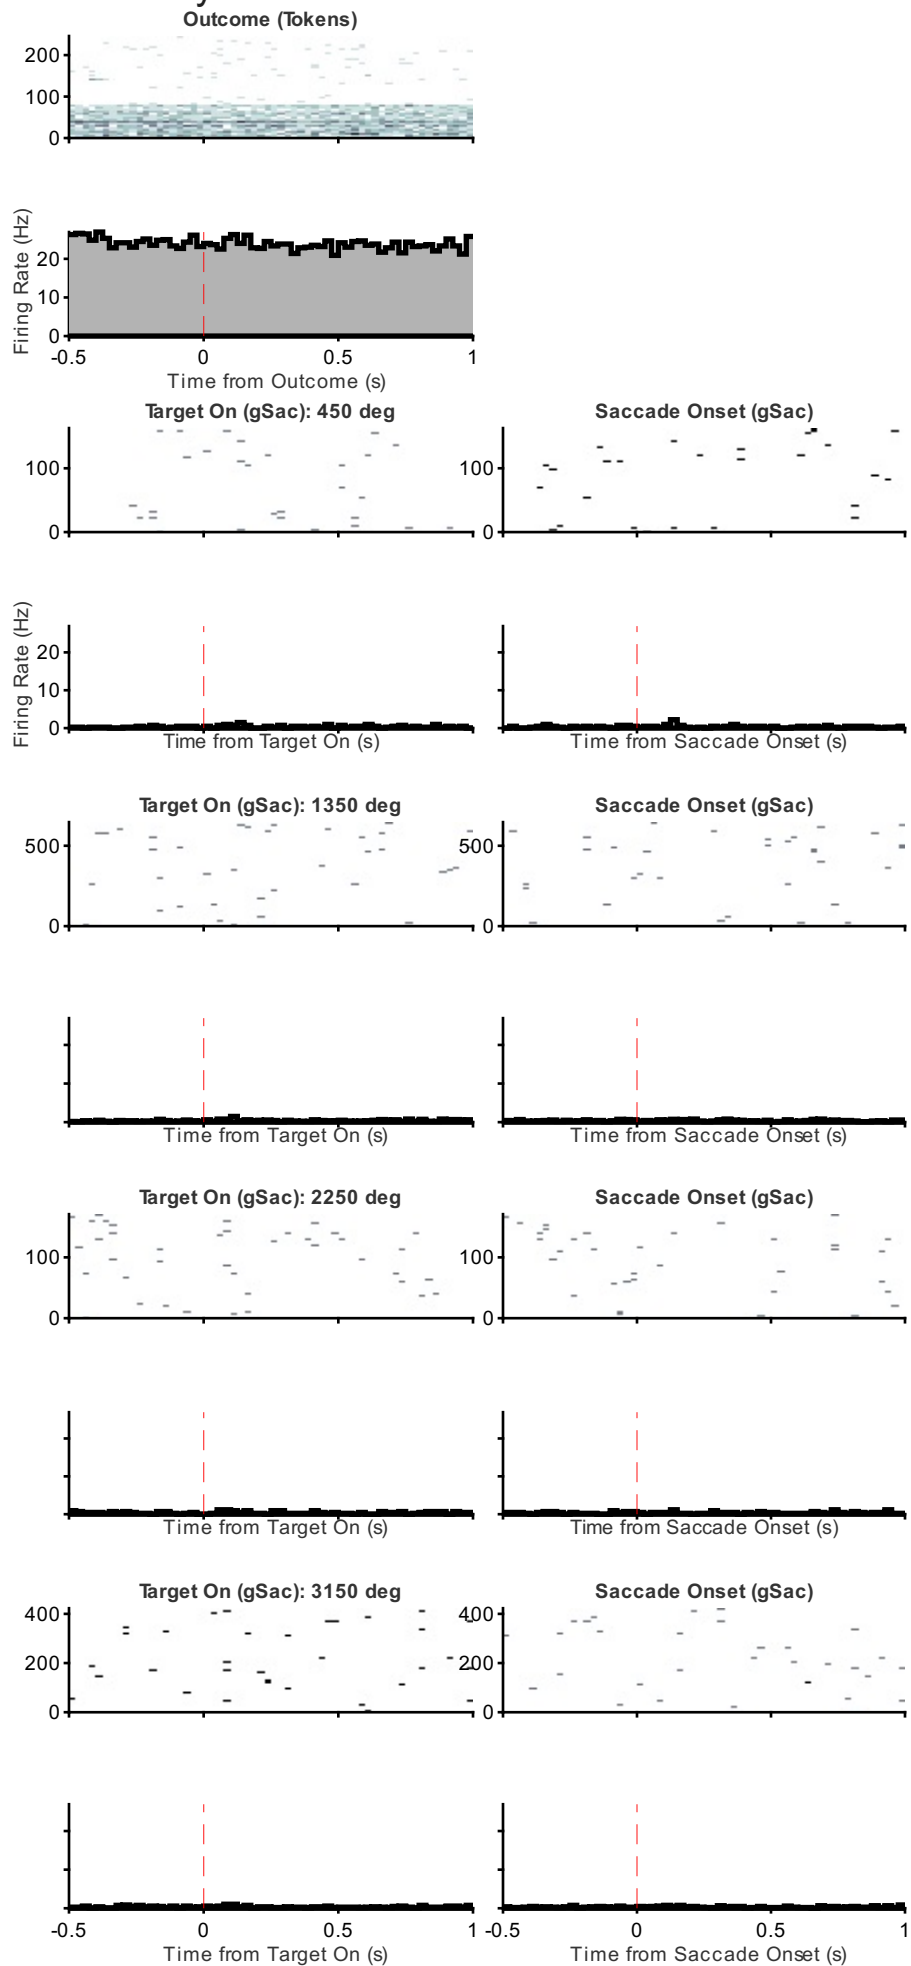 Outcome (Tokens)
200
100
0
Firing Rate (Hz)
20
10
0
-0.5 0 0.5 1
Time from Outcome (s)
Target On (gSac): 450 deg Saccade Onset (gSac)
100 100
0 0
Firing Rate (Hz)
20
10
0
Time from Target On (s) Time from Saccade Onset (s)
Target On (gSac): 1350 deg Saccade Onset (gSac)
500 500
0 0
Time from Target On (s) Time from Saccade Onset (s)
Target On (gSac): 2250 deg Saccade Onset (gSac)
100 100
0 0
Time from Target On (s) Time from Saccade Onset (s)
Target On (gSac): 3150 deg Saccade Onset (gSac)
400 400
200 200
0 0
-0.5 0 0.5 1 -0.5 0 0.5 1
Time from Target On (s) Time from Saccade Onset (s)